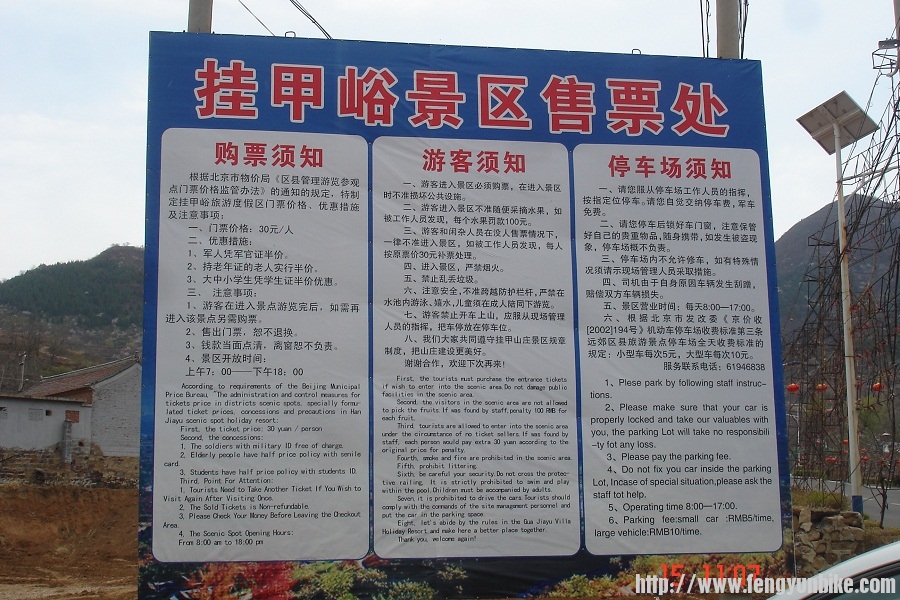 挂甲峪景区售票处
购票须知
根据北京市物价局《区县管理游览参观
点门票价格监管办法》的通知的规定，特制
定挂甲峪旅游度假区门票价格、优惠措施
及注意事项：
一、门票价格：30元/人
二、优惠措施：
1、军人凭军官证半价。
2、持老年证的老人实行半价。
3、大中小学生凭学生证半价优惠。
三、 注意事项：
1、游客在进入景点游览完后，如需再
进入该景点另需购票。
2、售出门票，恕不退换。
3、钱款当面点清，离窗恕不负责。
4、景区开放时间：
上午7：00——下午18：00
According to requirements of the Beijing Municipal
Price Bureau, "The administration and control measures for
tickets price in districts scenic spots, specially formu-
lated ticket prices, concessions and precautions in Han
Jiayu scenic spot holiday resort:
First, the ticket price: 30 yuan / person
Second, the concessions:
1. The soldiers with military ID free of charge.
2. Elderly people have half price policy with senile
card.
3. Students have half price policy with students ID.
Third. Point For Attention:
1. Tourists Need to Take Another Ticket If You Wish to
Visit Again After Visiting Once.
2. The Sold Tickets Is Non-refundable.
3. Please Check Your Money Before Leaving the Checkout
Area.
4. The Scenic Spot Opening Hours:
From 8:00 am to 18:00 pm
游客须知
一、游客进入景区必须购票，在进入景区
时不准损坏公共设施。
二、游客进入景区不准随便采摘水果，如
被工作人员发现，每个水果罚款100元。
三、游客和闲杂人员在没人售票情况下，
一律不准进入景区，如被工作人员发现，每人
按原票价30元补票处理。
四、进入景区，严禁烟火。
五、禁止乱丢垃圾。
六、注意安全，不准跨越防护栏杆，严禁在
水池内游泳、嬉水，儿童须在成人陪同下游览。
七、游客禁止开车上山，应服从现场管理
人员的指挥，把车停放在停车位。
八、我们大家共同遵守挂甲山庄景区规章
制度，把山庄建设更美好。
谢谢合作，欢迎下次再来！
First, the tourists must purchase the entrance tickets
if wish to enter into the scenic area.Do not damage public
facilities in the scenic area.
Second, the visitors in the scenic area are not allowed
to pick the fruits.If was found by staff,penalty 100 RMB for
each fruit.
Third, tourists are allowed to enter into the scenic area
under the circumstance of no ticket sellers.If was found by
staff, each person would pay extra 30 yuan according to the
original price for penalty.
Fourth, smoke and fire are prohibited in the scenic area.
Fifth, prohibit littering.
Sixth,be careful your security.Do not cross the protec-
tive railing. It is strictly prohibited to swim and play
within the pool.Children must be accompanied by adults.
Seven, it is prohibited to drive the cars.Tourists should
comply with the commands of the site management personnel and
put the car in the parking space.
Eight, let's abide by the rules in the Gua Jiayu Villa
Holiday Resort,and make here a better place together.
Thank you, welcome again!
停车场须知
一、请您服从停车场工作人员的指挥，
按指定位停车。请您自觉交纳停车费，军车
免费。
二、请您停车后锁好车门窗，注意保管
好自己的贵重物品，随身携带，如发生被盗现
象，停车场概不负责。
三、停车场内不允许修车，如有特殊
情况须请示现场管理人员采取措施。
四、司机由于自身原因车辆发生刮蹭，
赔偿双方车辆损失。
五、景区营业时间：每天8:00—17:00。
六、根据北京市发改委《京价收
[2002]194号》机动车停车场收费标准第三条
远郊区县旅游景点停车场全天收费标准的
规定：小型车每次5元，大型车每次10元。
服务联系电话：61946838
1、Plese park by following staff instruc-
tions.
2、Please make sure that your car is
properly locked and take our valuables with
you, the parking Lot will take no responsibili
-ty fot any loss.
3、Please pay the parking fee.
4、Do not fix you car inside the parking
Lot, Incase of special situation,please ask the
staff tot help.
5、Operating time 8:00—17:00.
6、Parking fee:small car :RMB5/time,
large vehicle:RMB10/time.
15 11:07
http://www.fengyunbike.com